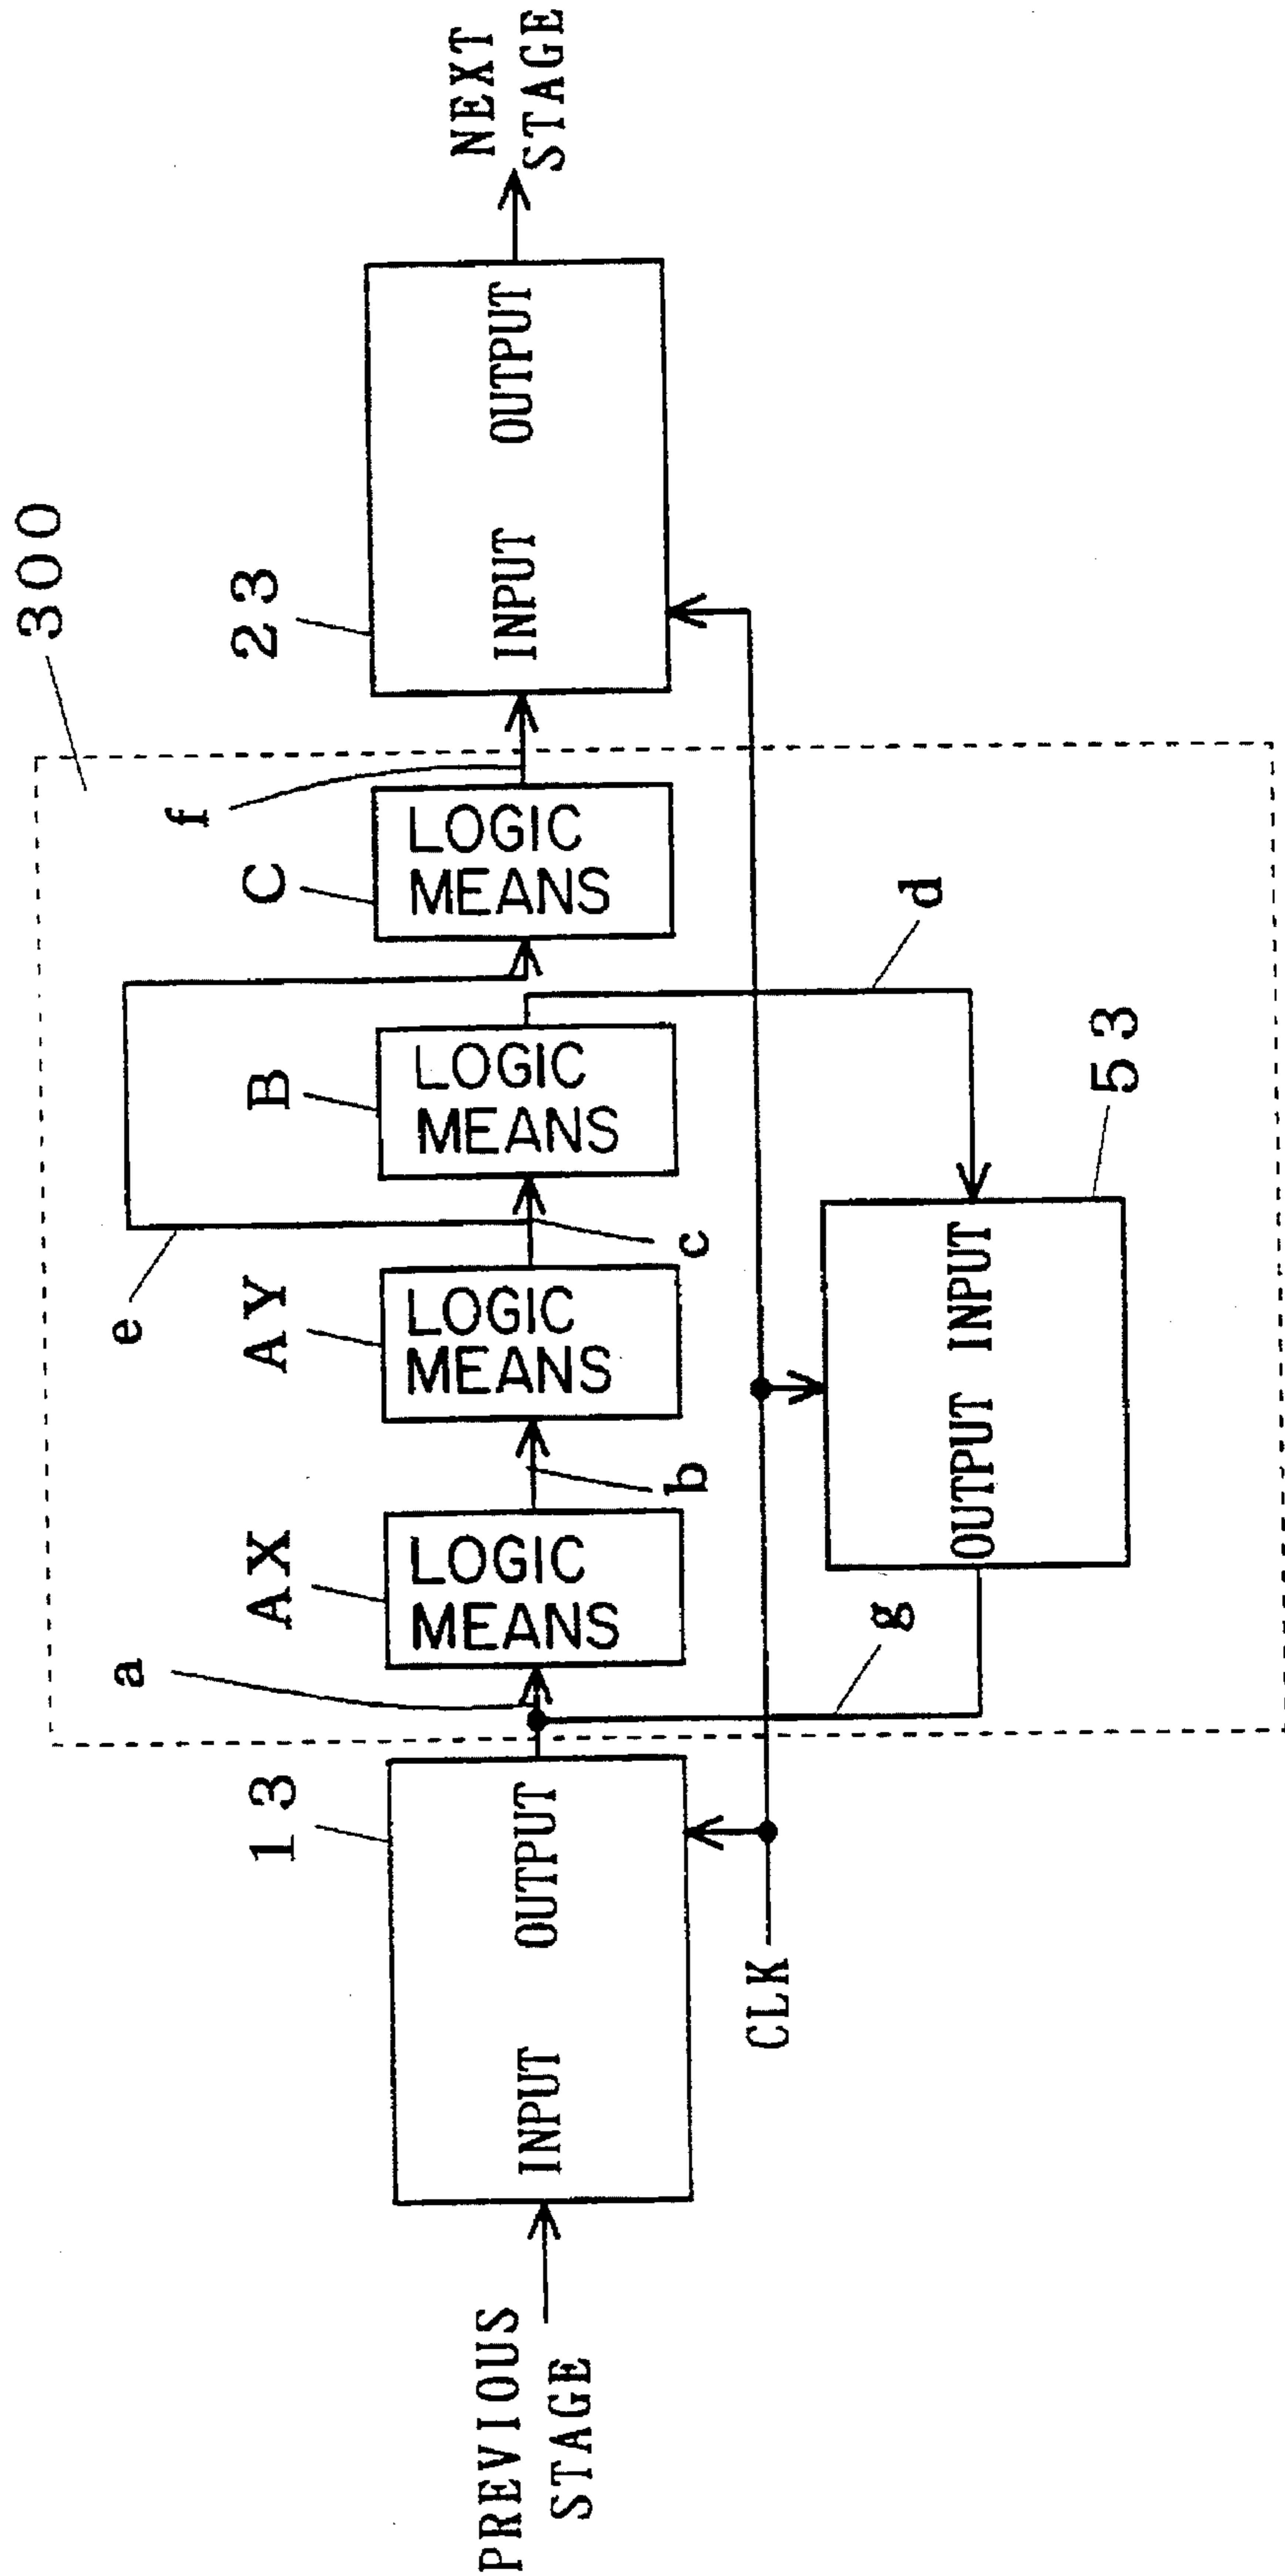 300
PREVIOUS
STAGE
13
INPUT OUTPUT
CLK
a
AX
LOGIC
MEANS
b
AY
LOGIC
MEANS
c
e
B
LOGIC
MEANS
d
C
LOGIC
MEANS
f
23
INPUT OUTPUT
NEXT
STAGE
g
OUTPUT INPUT
53